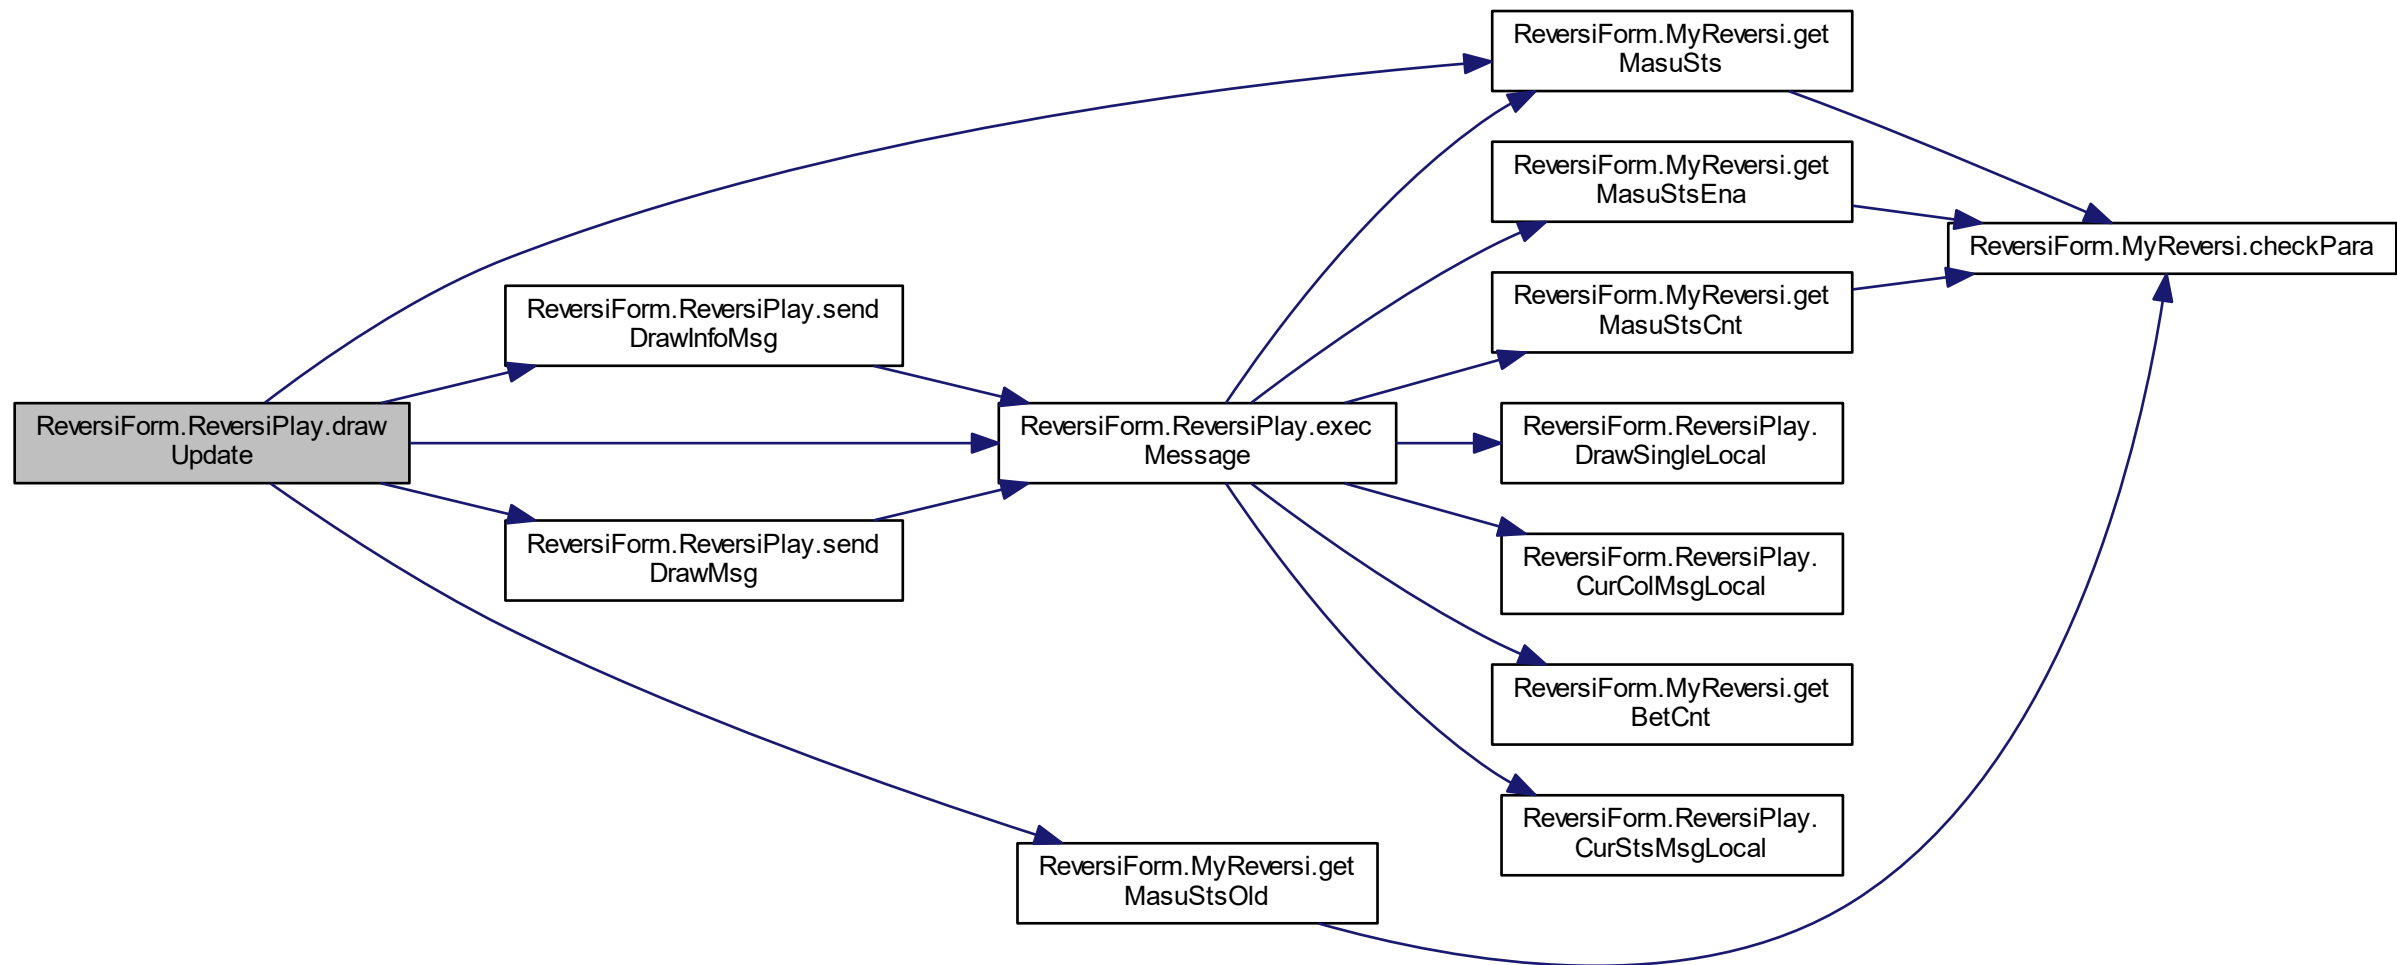 ReversiForm.MyReversi.get
MasuSts
ReversiForm.MyReversi.get
MasuStsEna
ReversiForm.MyReversi.checkPara
ReversiForm.ReversiPlay.send
DrawInfoMsg
ReversiForm.MyReversi.get
MasuStsCnt
ReversiForm.ReversiPlay.draw
Update
ReversiForm.ReversiPlay.exec
Message
ReversiForm.ReversiPlay.
DrawSingleLocal
ReversiForm.ReversiPlay.send
DrawMsg
ReversiForm.ReversiPlay.
CurColMsgLocal
ReversiForm.MyReversi.get
BetCnt
ReversiForm.ReversiPlay.
CurStsMsgLocal
ReversiForm.MyReversi.get
MasuStsOld